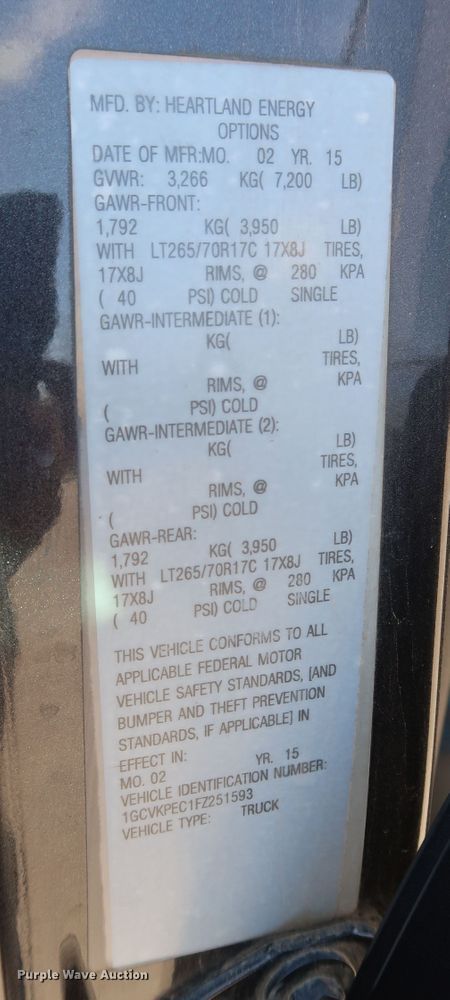 MFD. BY: HEARTLAND ENERGY
OPTIONS
DATE OF MFR:MO. 02 YR. 15
GVWR: 3,266 KG( 7,200 LB)
GAWR-FRONT:
1,792 KG( 3,950 LB)
WITH LT265/70R17C 17X8J TIRES,
17X8J RIMS, @ 280 KPA
( 40 PSI) COLD SINGLE
GAWR-INTERMEDIATE (1):
KG( LB)
WITH TIRES,
RIMS, @ KPA
( PSI) COLD
GAWR-INTERMEDIATE (2):
KG( LB)
WITH TIRES,
RIMS, @ KPA
( PSI) COLD
GAWR-REAR:
1,792 KG( 3,950 LB)
WITH LT265/70R17C 17X8J TIRES,
17X8J RIMS, @ 280 KPA
( 40 PSI) COLD SINGLE
THIS VEHICLE CONFORMS TO ALL
APPLICABLE FEDERAL MOTOR
VEHICLE SAFETY STANDARDS, [AND
BUMPER AND THEFT PREVENTION
STANDARDS, IF APPLICABLE] IN
EFFECT IN:
MO. 02 YR. 15
VEHICLE IDENTIFICATION NUMBER:
1GCVKPEC1FZ251593
VEHICLE TYPE: TRUCK
Purple Wave Auction